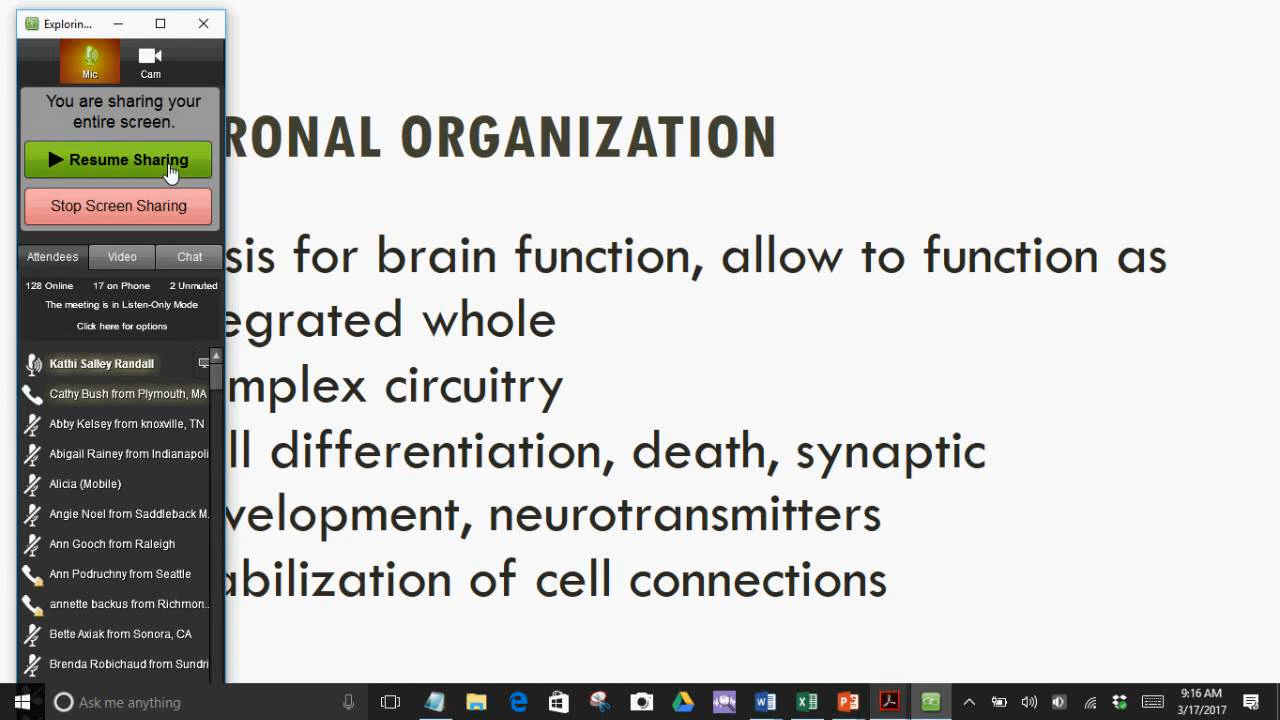 Explorin...
Mic
Cam
You are sharing your
entire screen.
Resume Sharing
Stop Screen Sharing
Attendees Video Chat
128 Online 17 on Phone 2 Unmuted
The meeting is in Listen-Only Mode
Click here for options
Kathi Salley Randall
Cathy Bush from Plymouth, MA
Abby Kelsey from knoxville, TN
Abigail Rainey from Indianapoli
Alicia (Mobile)
Angie Noel from Saddleback M.
Ann Gooch from Raleigh
Ann Podruchny from Seattle
annette backus from Richmon..
Bette Axiak from Sonora, CA
Brenda Robichaud from Sundri
RONAL ORGANIZATION
sis for brain function, allow to function as
egrated whole
mplex circuitry
ll differentiation, death, synaptic
velopment, neurotransmitters
abilization of cell connections
Ask me anything
9:16 AM
3/17/2017